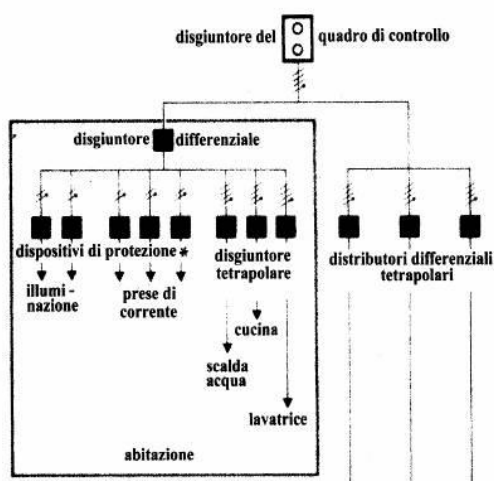 disgiuntore del quadro di controllo
disgiuntore differenziale
dispositivi di protezione *
disgiuntore
tetrapolare
distributori differenziali
tetrapolari
illumi -
nazione
prese di
corrente
cucina
scalda
acqua
lavatrice
abitazione